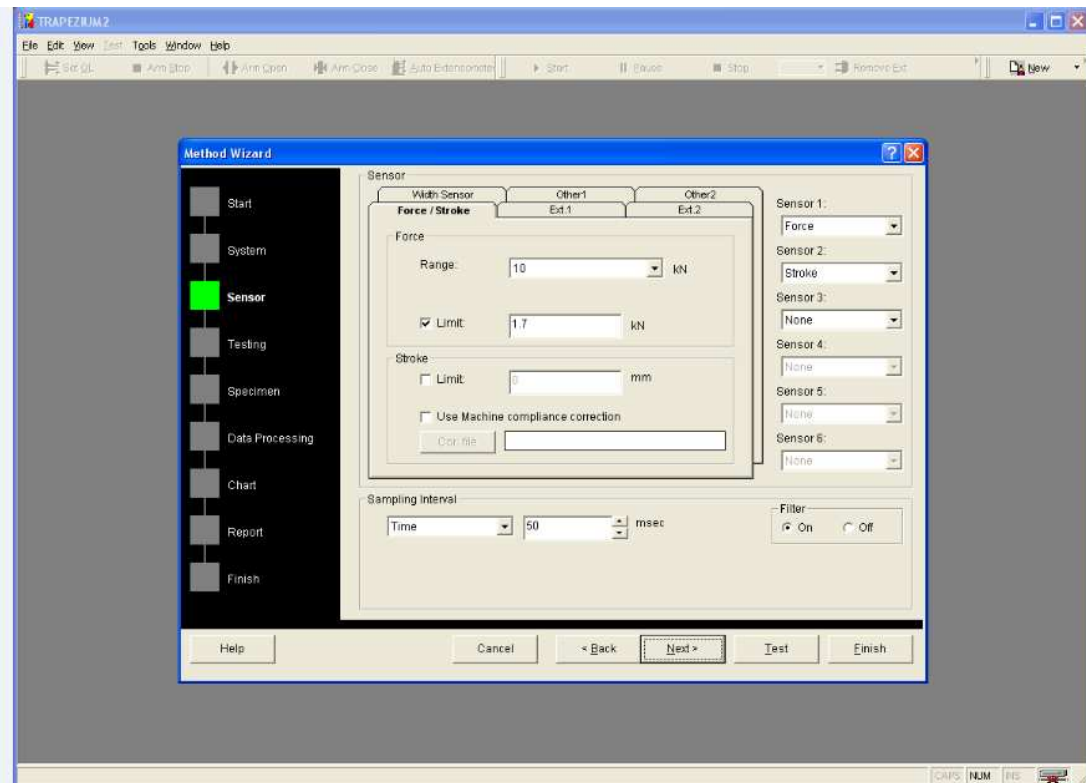 TRAPEZIUM2
File Edit View Test Tools Window Help
Set GL Arm Stop Arm Open Arm Close Auto Extensometer Start Pause Stop Remove Ext. New
Method Wizard
Start
System
Sensor
Testing
Specimen
Data Processing
Chart
Report
Finish
Sensor
Width Sensor Other1 Other2
Force / Stroke Ext.1 Ext.2
Force
Range: 10 kN
Limit: 1.7 kN
Stroke
Limit: 0 mm
Use Machine compliance correction
Cor. file
Sensor 1:
Force
Sensor 2:
Stroke
Sensor 3:
None
Sensor 4:
None
Sensor 5:
None
Sensor 6:
None
Sampling Interval
Time 50 msec
Filter
On Off
Help Cancel < Back Next > Test Finish
CAPS NUM INS